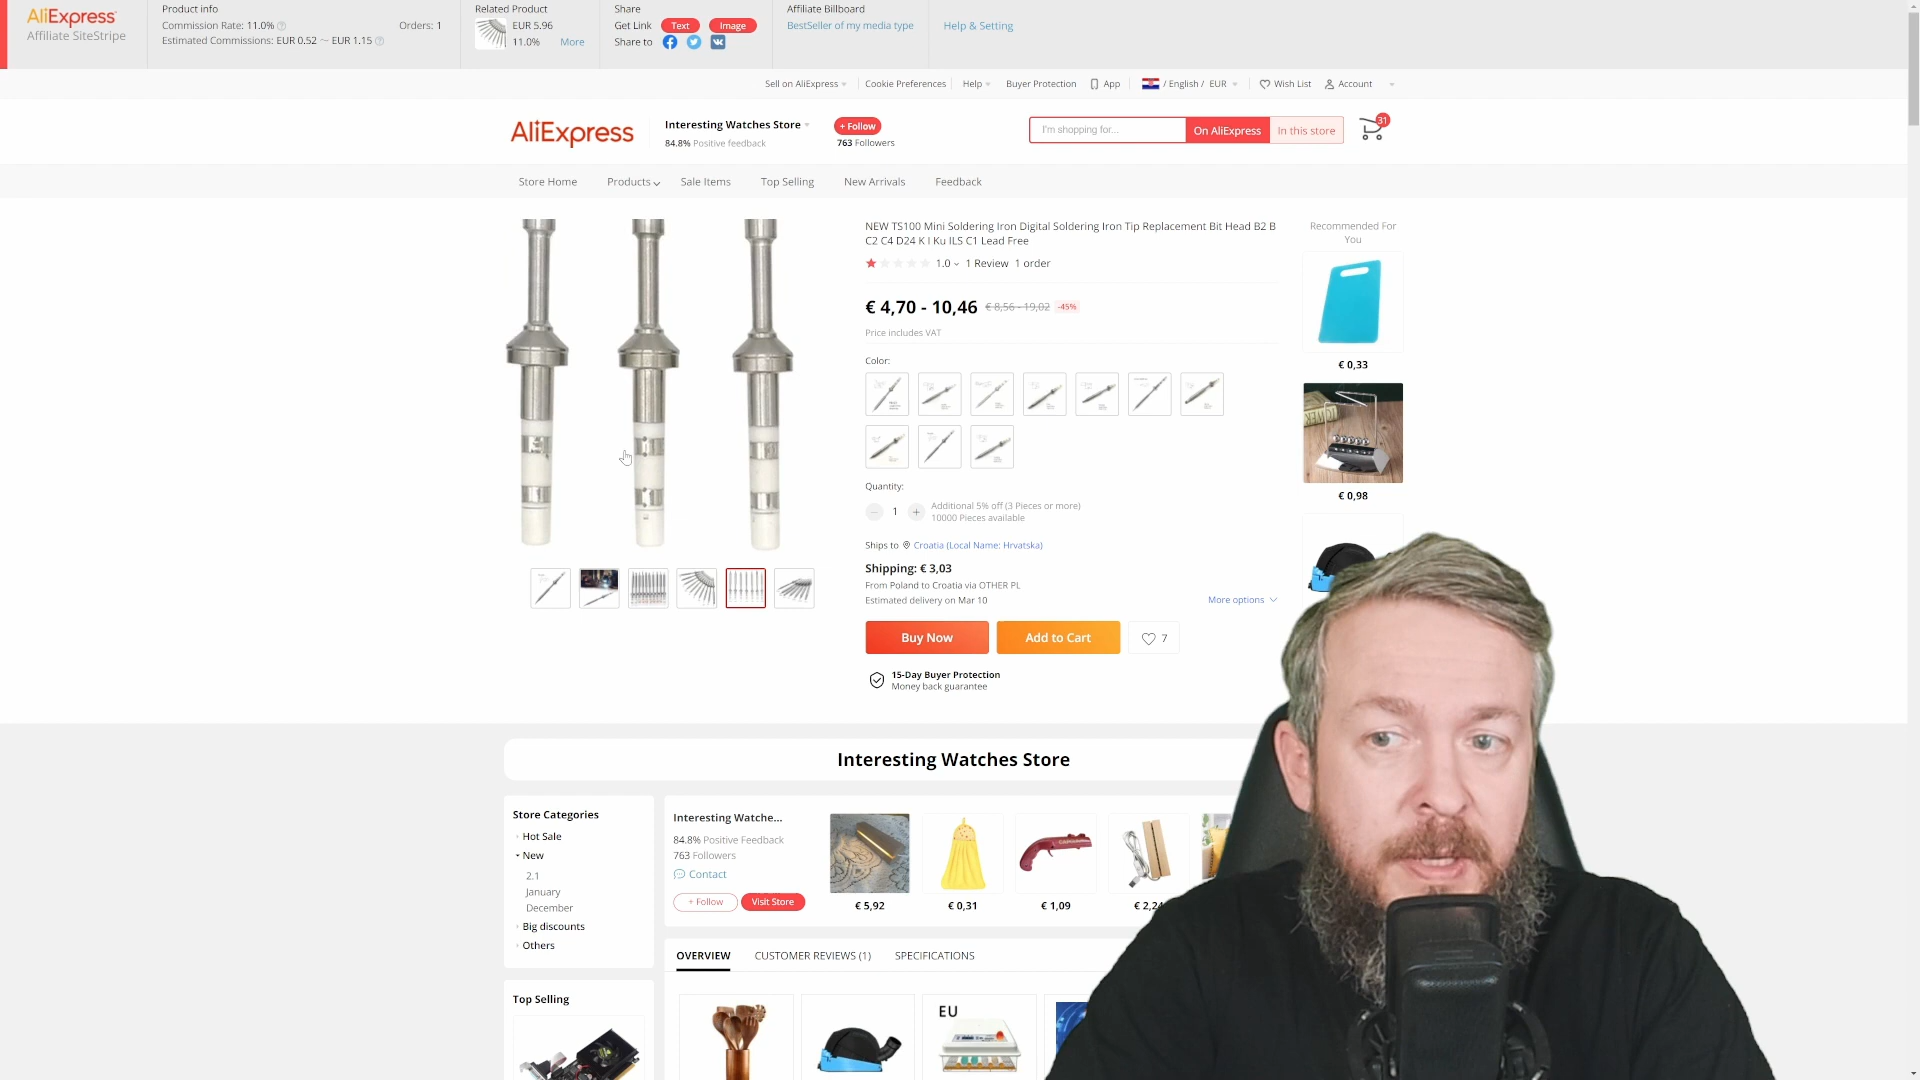 AliExpress
Affiliate SiteStripe
Product info
Commission Rate: 11.0%
Orders: 1
Estimated Commissions: EUR 0.52 ～ EUR 1.15
Related Product
EUR 5.96
11.0%
More
Share
Get Link Text Image
Share to
Affiliate Billboard
BestSeller of my media type
Help & Setting
Sell on AliExpress
Cookie Preferences
Help
Buyer Protection
App
/ English / EUR
Wish List
Account
AliExpress
Interesting Watches Store
84.8% Positive feedback
+ Follow
763 Followers
I'm shopping for...
On AliExpress
In this store
31
Store Home
Products
Sale Items
Top Selling
New Arrivals
Feedback
NEW TS100 Mini Soldering Iron Digital Soldering Iron Tip Replacement Bit Head B2 B
C2 C4 D24 K I Ku ILS C1 Lead Free
1.0 1 Review 1 order
€ 4,70 - 10,46 € 8,56 - 19,02 -45%
Price includes VAT
Color:
Quantity:
1
Additional 5% off (3 Pieces or more)
10000 Pieces available
Ships to Croatia (Local Name: Hrvatska)
Shipping: € 3,03
From Poland to Croatia via OTHER PL
Estimated delivery on Mar 10
More options
Buy Now
Add to Cart
7
15-Day Buyer Protection
Money back guarantee
Recommended For
You
€ 0,33
€ 0,98
Interesting Watches Store
Store Categories
Hot Sale
New
2.1
January
December
Big discounts
Others
Top Selling
Interesting Watche...
84.8% Positive Feedback
763 Followers
Contact
+ Follow
Visit Store
€ 5,92
€ 0,31
€ 1,09
€ 2,24
OVERVIEW
CUSTOMER REVIEWS (1)
SPECIFICATIONS
EU